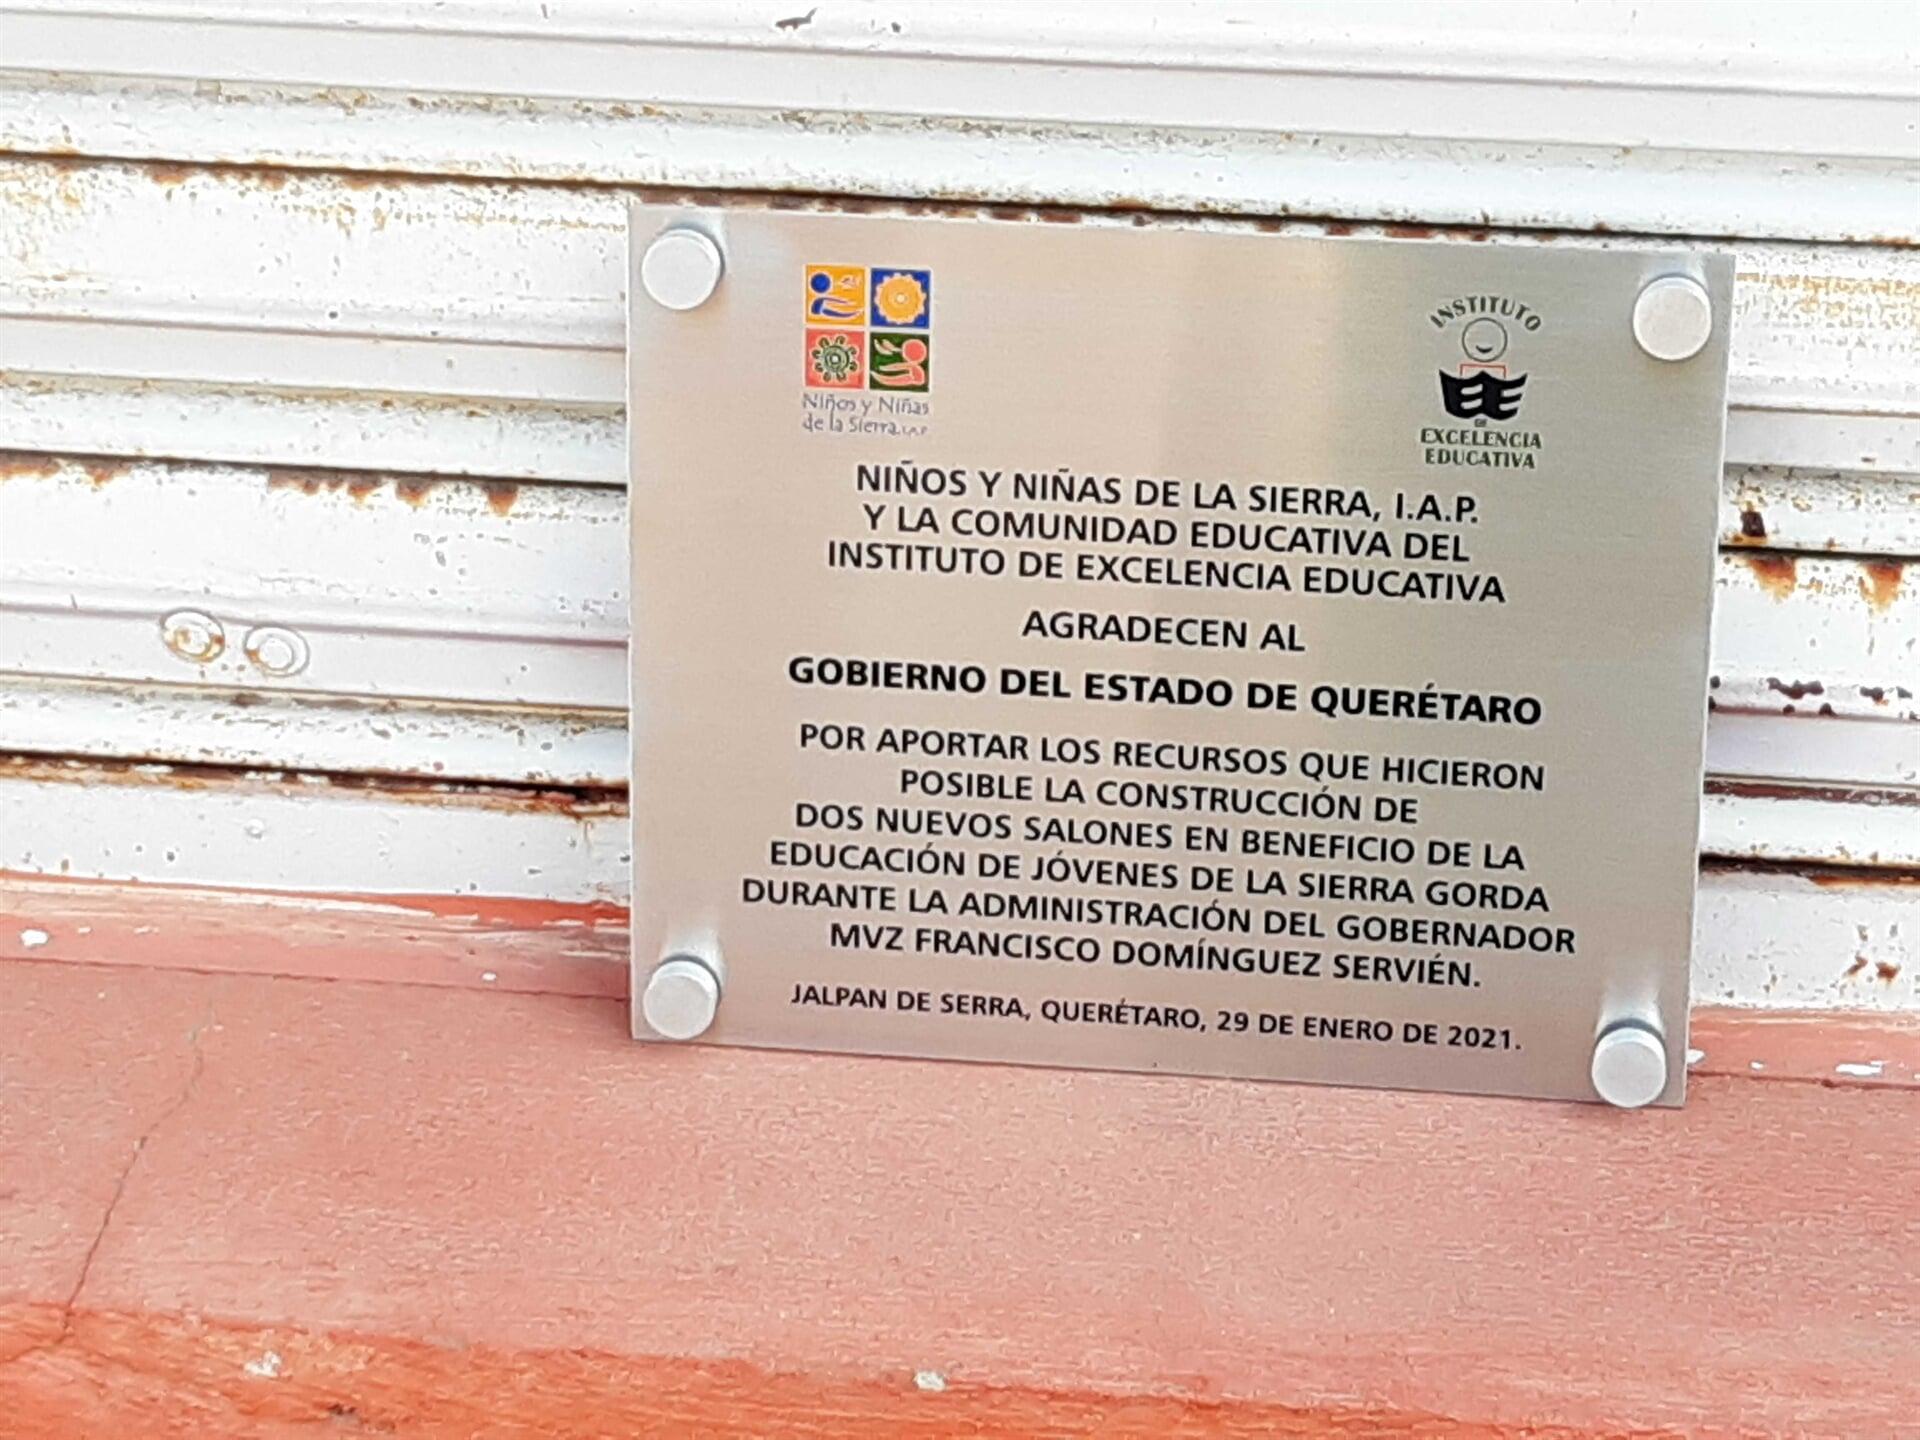 Niños y Niñas
de la Sierra, I.A.P.
INSTITUTO
DE
EXCELENCIA
EDUCATIVA
NIÑOS Y NIÑAS DE LA SIERRA, I.A.P.
Y LA COMUNIDAD EDUCATIVA DEL
INSTITUTO DE EXCELENCIA EDUCATIVA
AGRADECEN AL
GOBIERNO DEL ESTADO DE QUERÉTARO
POR APORTAR LOS RECURSOS QUE HICIERON
POSIBLE LA CONSTRUCCIÓN DE
DOS NUEVOS SALONES EN BENEFICIO DE LA
EDUCACIÓN DE JÓVENES DE LA SIERRA GORDA
DURANTE LA ADMINISTRACIÓN DEL GOBERNADOR
MVZ FRANCISCO DOMÍNGUEZ SERVIÉN.
JALPAN DE SERRA, QUERÉTARO, 29 DE ENERO DE 2021.